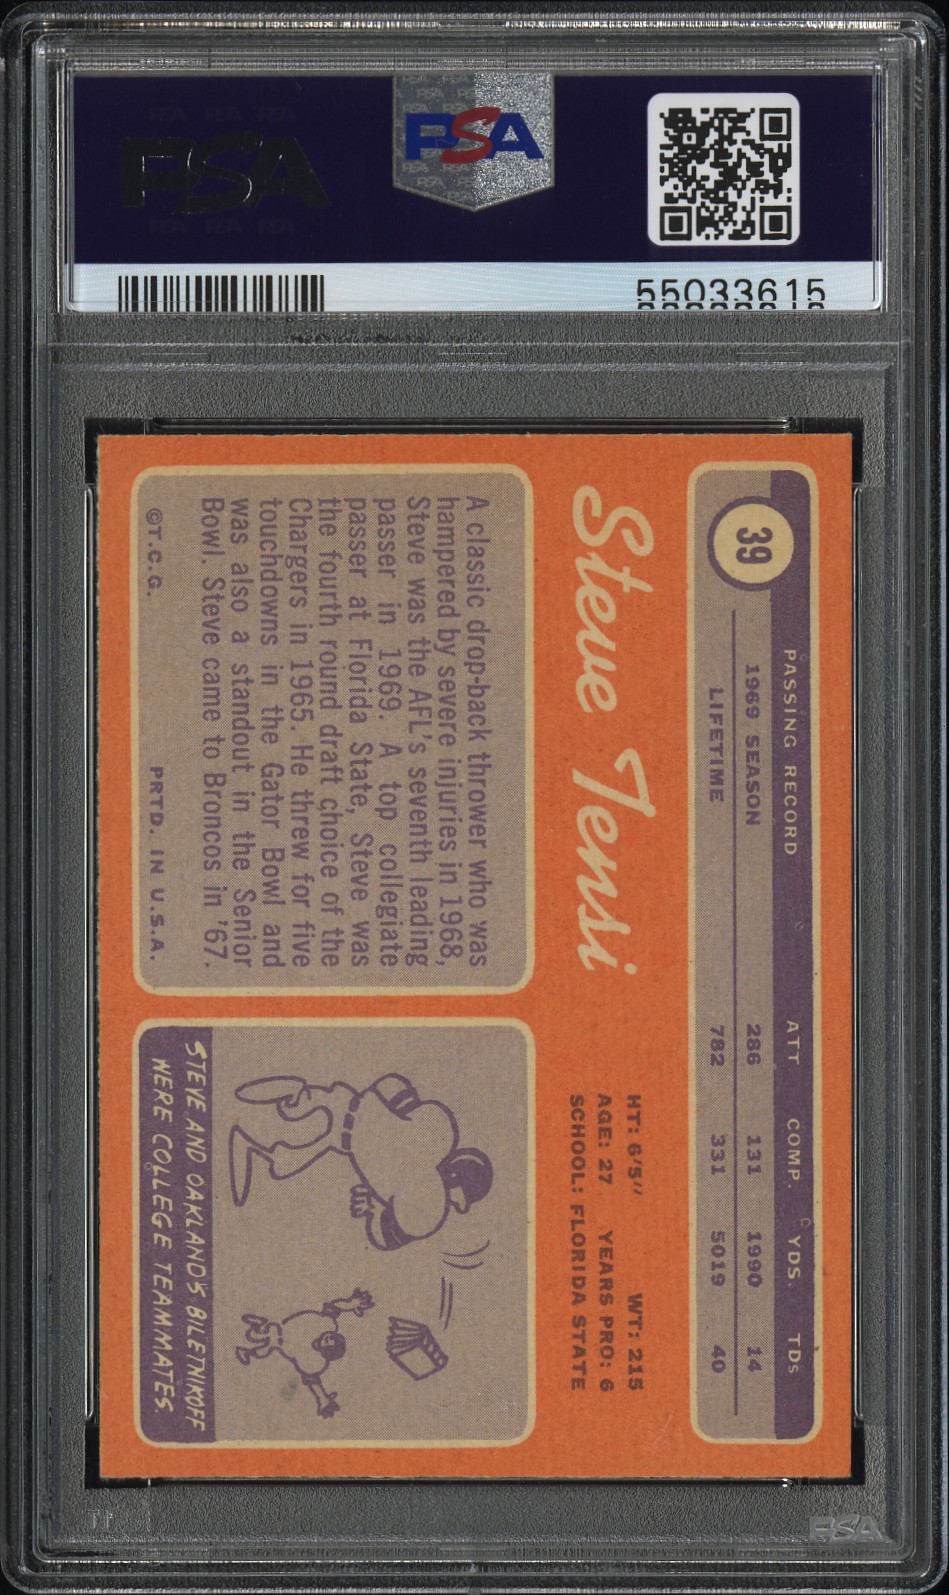 PSA
PSA
55033615
39
PASSING RECORD ATT COMP. YDS. TDS
1969 SEASON 286 131 1990 14
LIFETIME 782 331 5019 40
Steve Tensi
HT: 6'5" WT: 215
AGE: 27 YEARS PRO: 6
SCHOOL: FLORIDA STATE
A classic drop-back thrower who was
hampered by severe injuries in 1968,
Steve was the AFL's seventh leading
passer in 1969. A top collegiate
passer at Florida State, Steve was
the fourth round draft choice of the
Chargers in 1965. He threw for five
touchdowns in the Gator Bowl and
was also a standout in the Senior
Bowl. Steve came to Broncos in '67.
©T.C.G. PRTD. IN U.S.A.
STEVE AND OAKLAND'S BILETNIKOFF
WERE COLLEGE TEAMMATES.
PSA